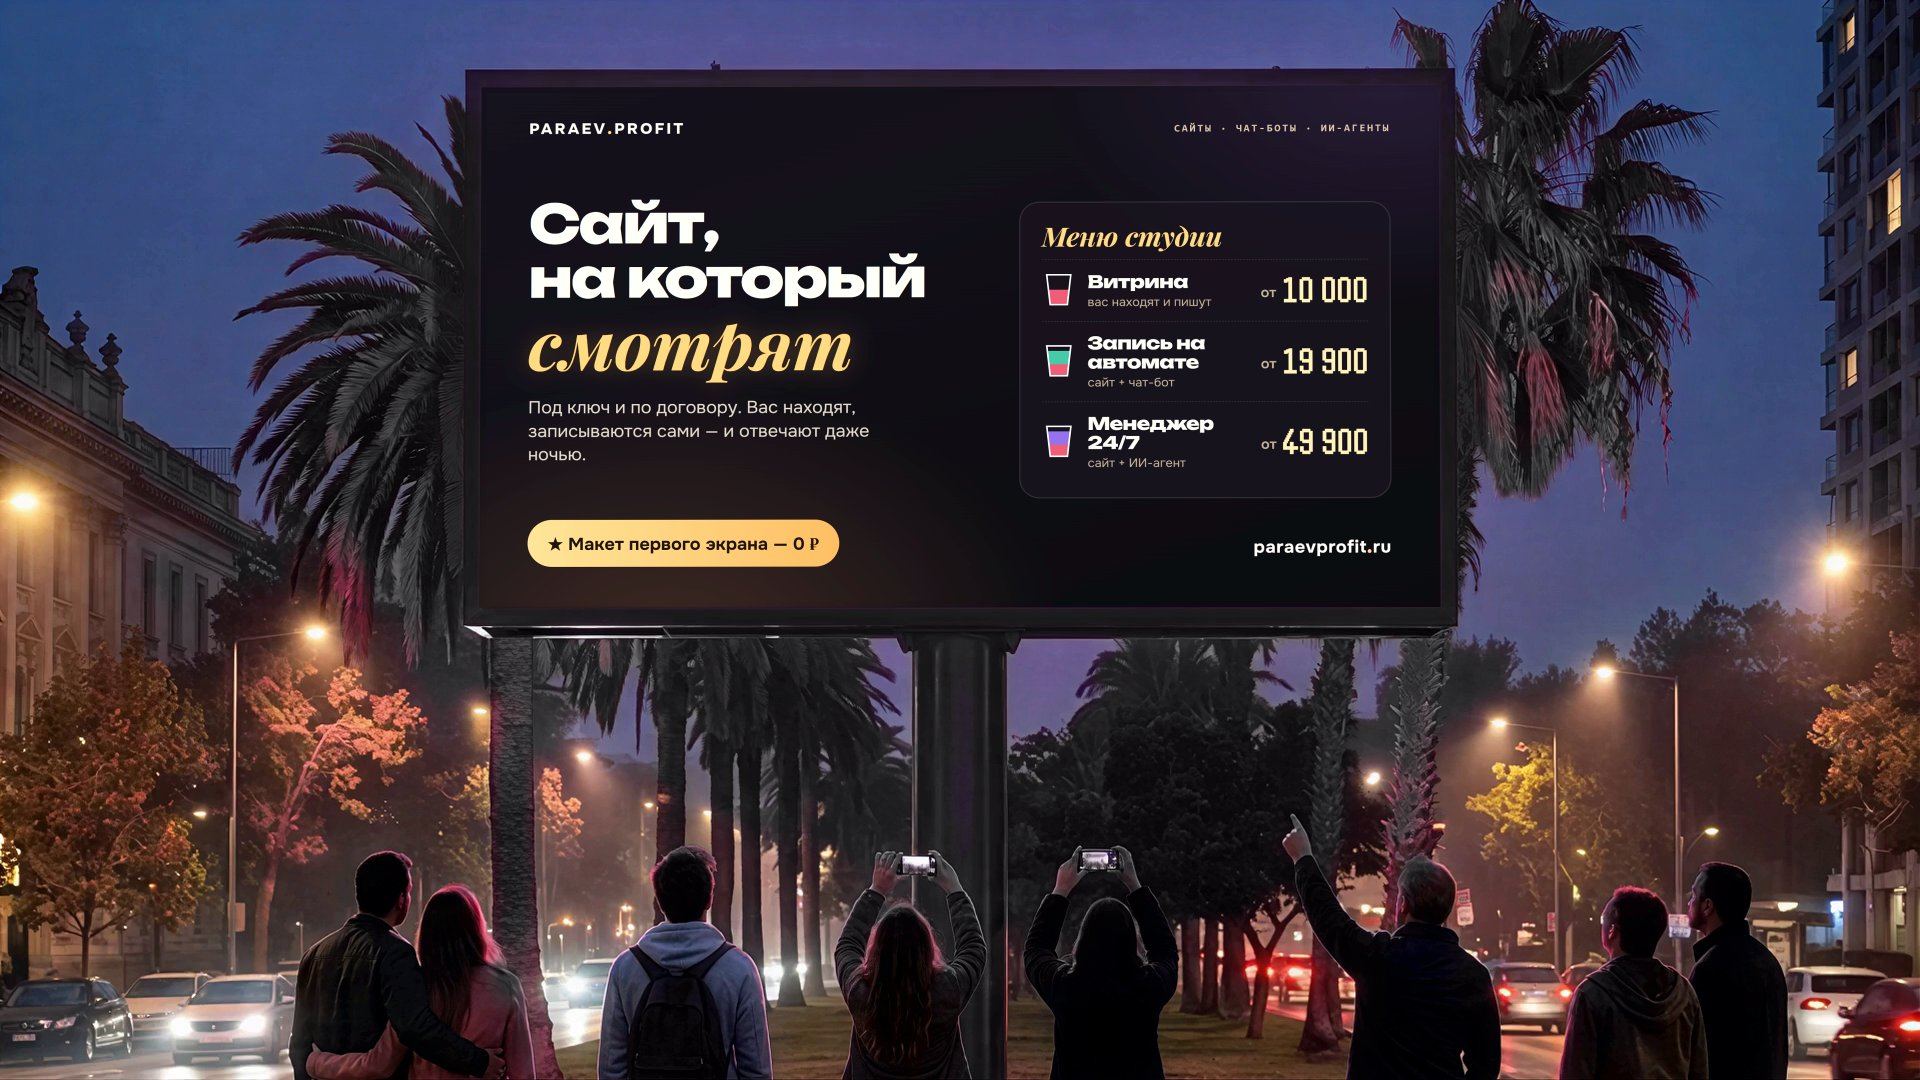 PARAEV.PROFIT
САЙТЫ · ЧАТ-БОТЫ · ИИ-АГЕНТЫ
Сайт,
на который
смотрят
Под ключ и по договору. Вас находят,
записываются сами — и отвечают даже
ночью.
★ Макет первого экрана — 0 ₽
Меню студии
Витрина
вас находят и пишут
от 10 000
Запись на
автомате
сайт + чат-бот
от 19 900
Менеджер
24/7
сайт + ИИ-агент
от 49 900
paraevprofit.ru